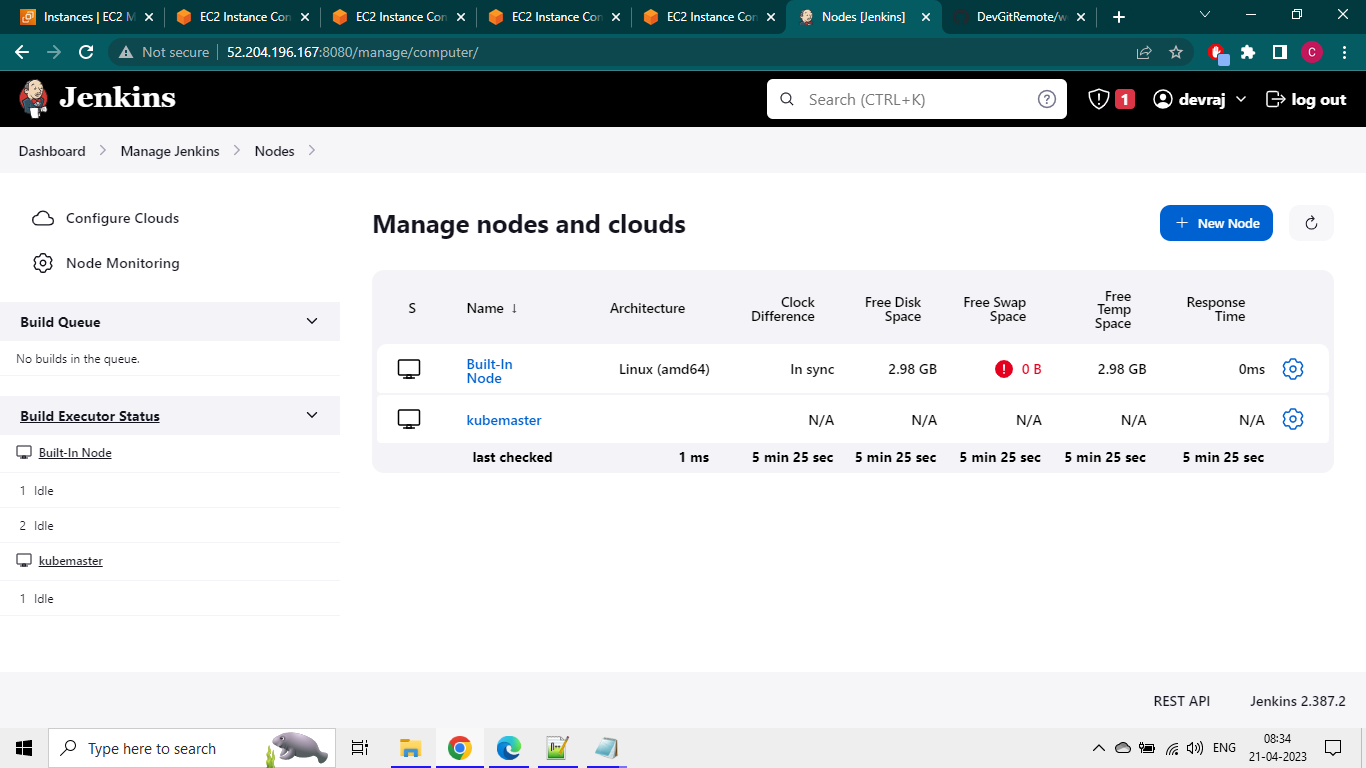 Instances | EC2 M
EC2 Instance Con
EC2 Instance Con
EC2 Instance Con
EC2 Instance Con
Nodes [Jenkins]
DevGitRemote/w
Not secure
52.204.196.167:8080/manage/computer/
C
Jenkins
Search (CTRL+K)
1
devraj
log out
Dashboard
Manage Jenkins
Nodes
Configure Clouds
Node Monitoring
Build Queue
No builds in the queue.
Build Executor Status
Built-In Node
1 Idle
2 Idle
kubemaster
1 Idle
Manage nodes and clouds
+ New Node
S Name ↓ Architecture Clock Difference Free Disk Space Free Swap Space Free Temp Space Response Time
Built-In Node Linux (amd64) In sync 2.98 GB 0 B 2.98 GB 0ms
kubemaster N/A N/A N/A N/A N/A
last checked 1 ms 5 min 25 sec 5 min 25 sec 5 min 25 sec 5 min 25 sec 5 min 25 sec
REST API
Jenkins 2.387.2
Type here to search
ENG
08:34
21-04-2023